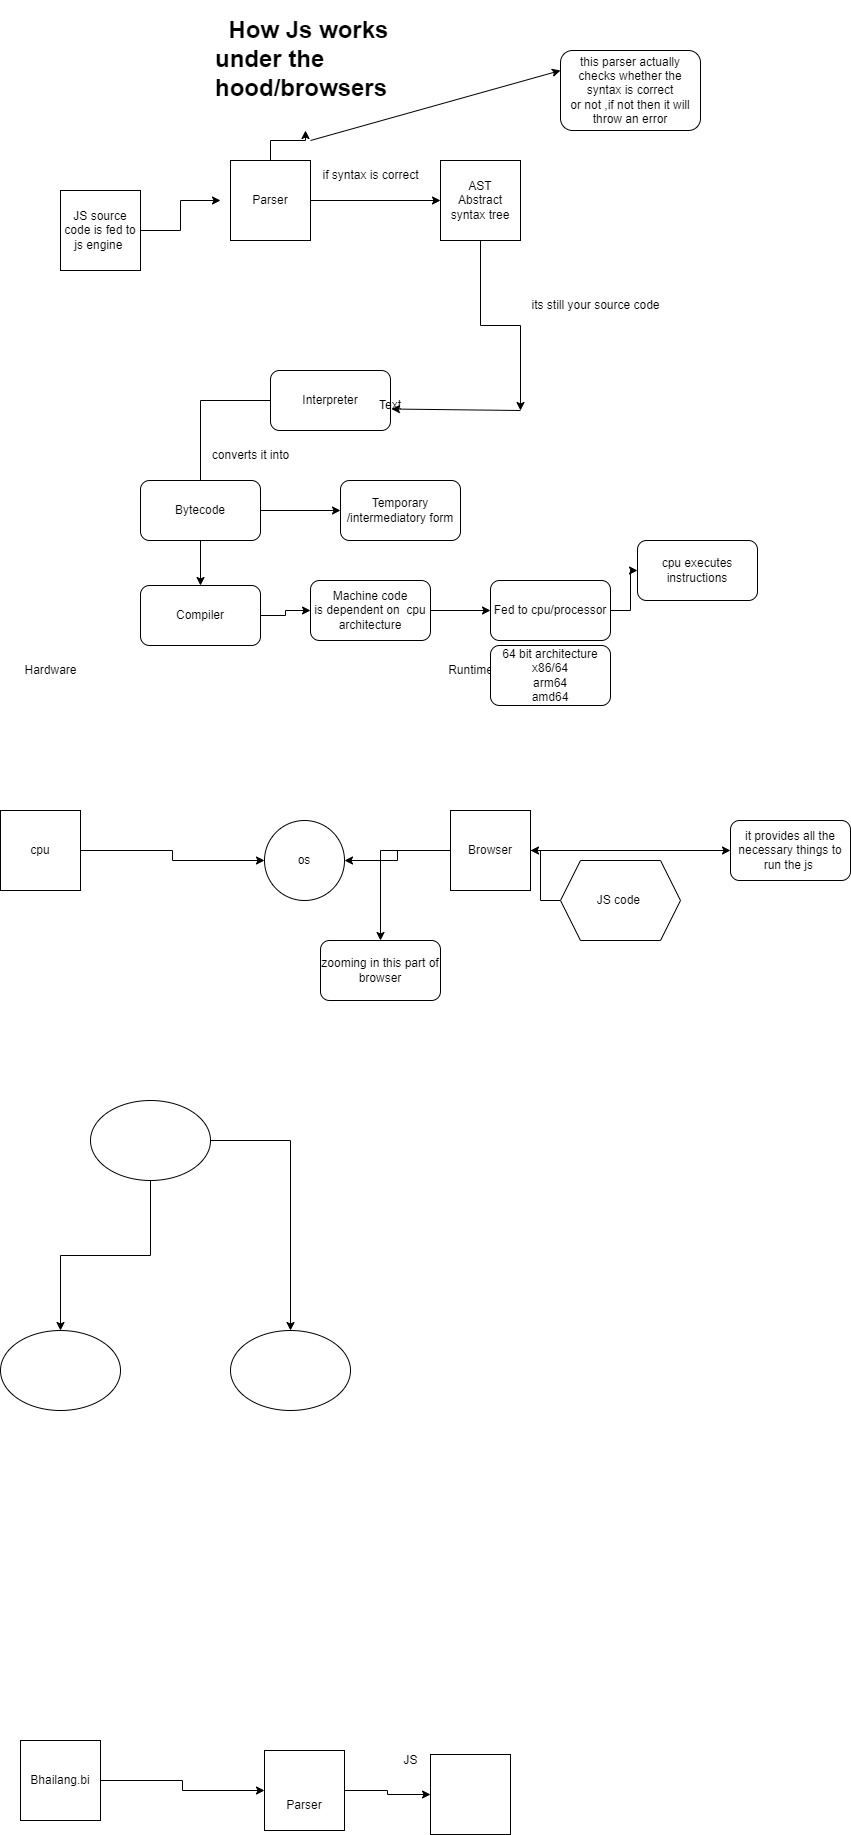 How Js works
under the
hood/browsers
this parser actually
checks whether the
syntax is correct
or not ,if not then it will
throw an error
if syntax is correct
Parser
AST
Abstract
syntax tree
JS source
code is fed to
js engine
its still your source code
Interpreter
Text
converts it into
Bytecode
Temporary
/intermediatory form
cpu executes
instructions
Compiler
Machine code
is dependent on cpu
architecture
Fed to cpu/processor
Hardware
Runtime
64 bit architecture
x86/64
arm64
amd64
cpu
os
Browser
it provides all the
necessary things to
run the js
JS code
zooming in this part of
browser
Bhailang.bi
Parser
JS